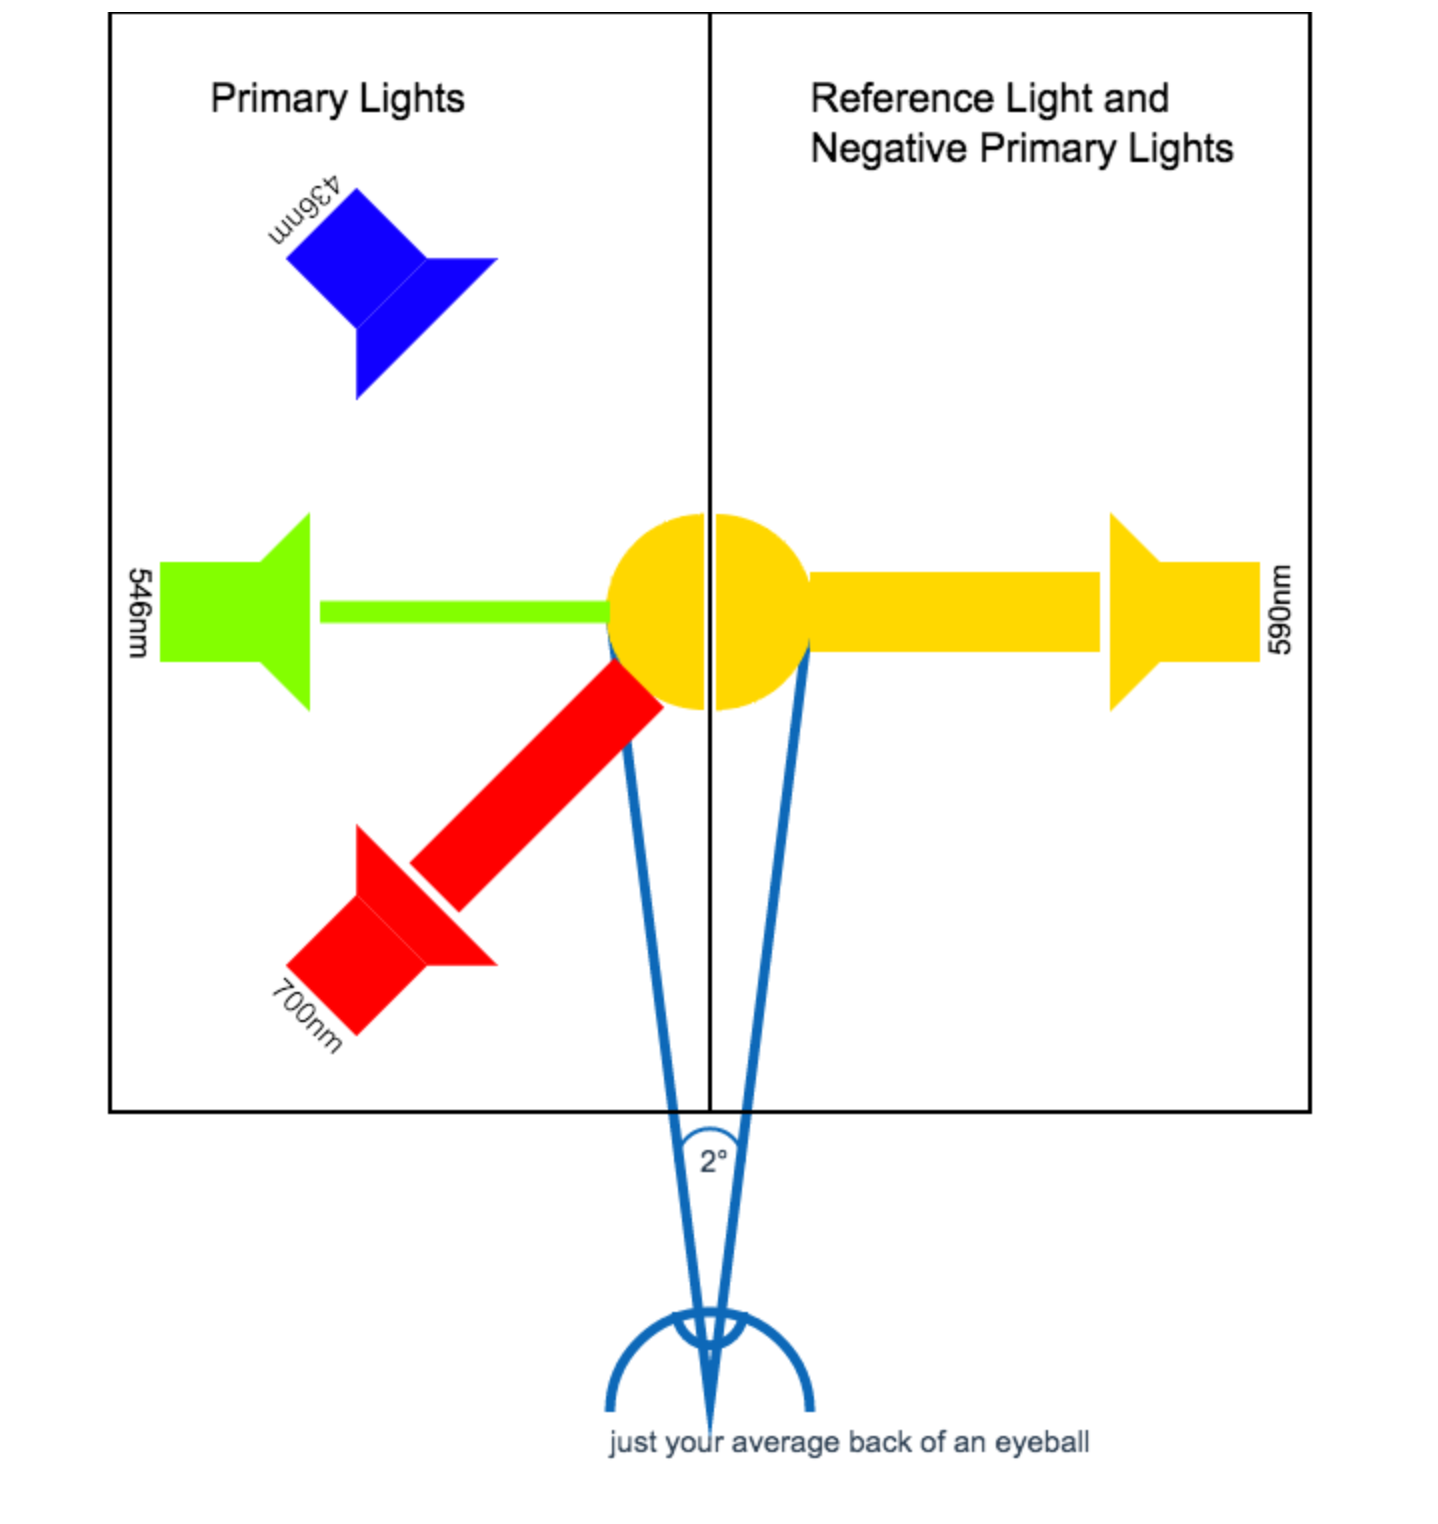 Primary Lights
Reference Light and
Negative Primary Lights
436nm
546nm
590nm
700nm
2°
just your average back of an eyeball